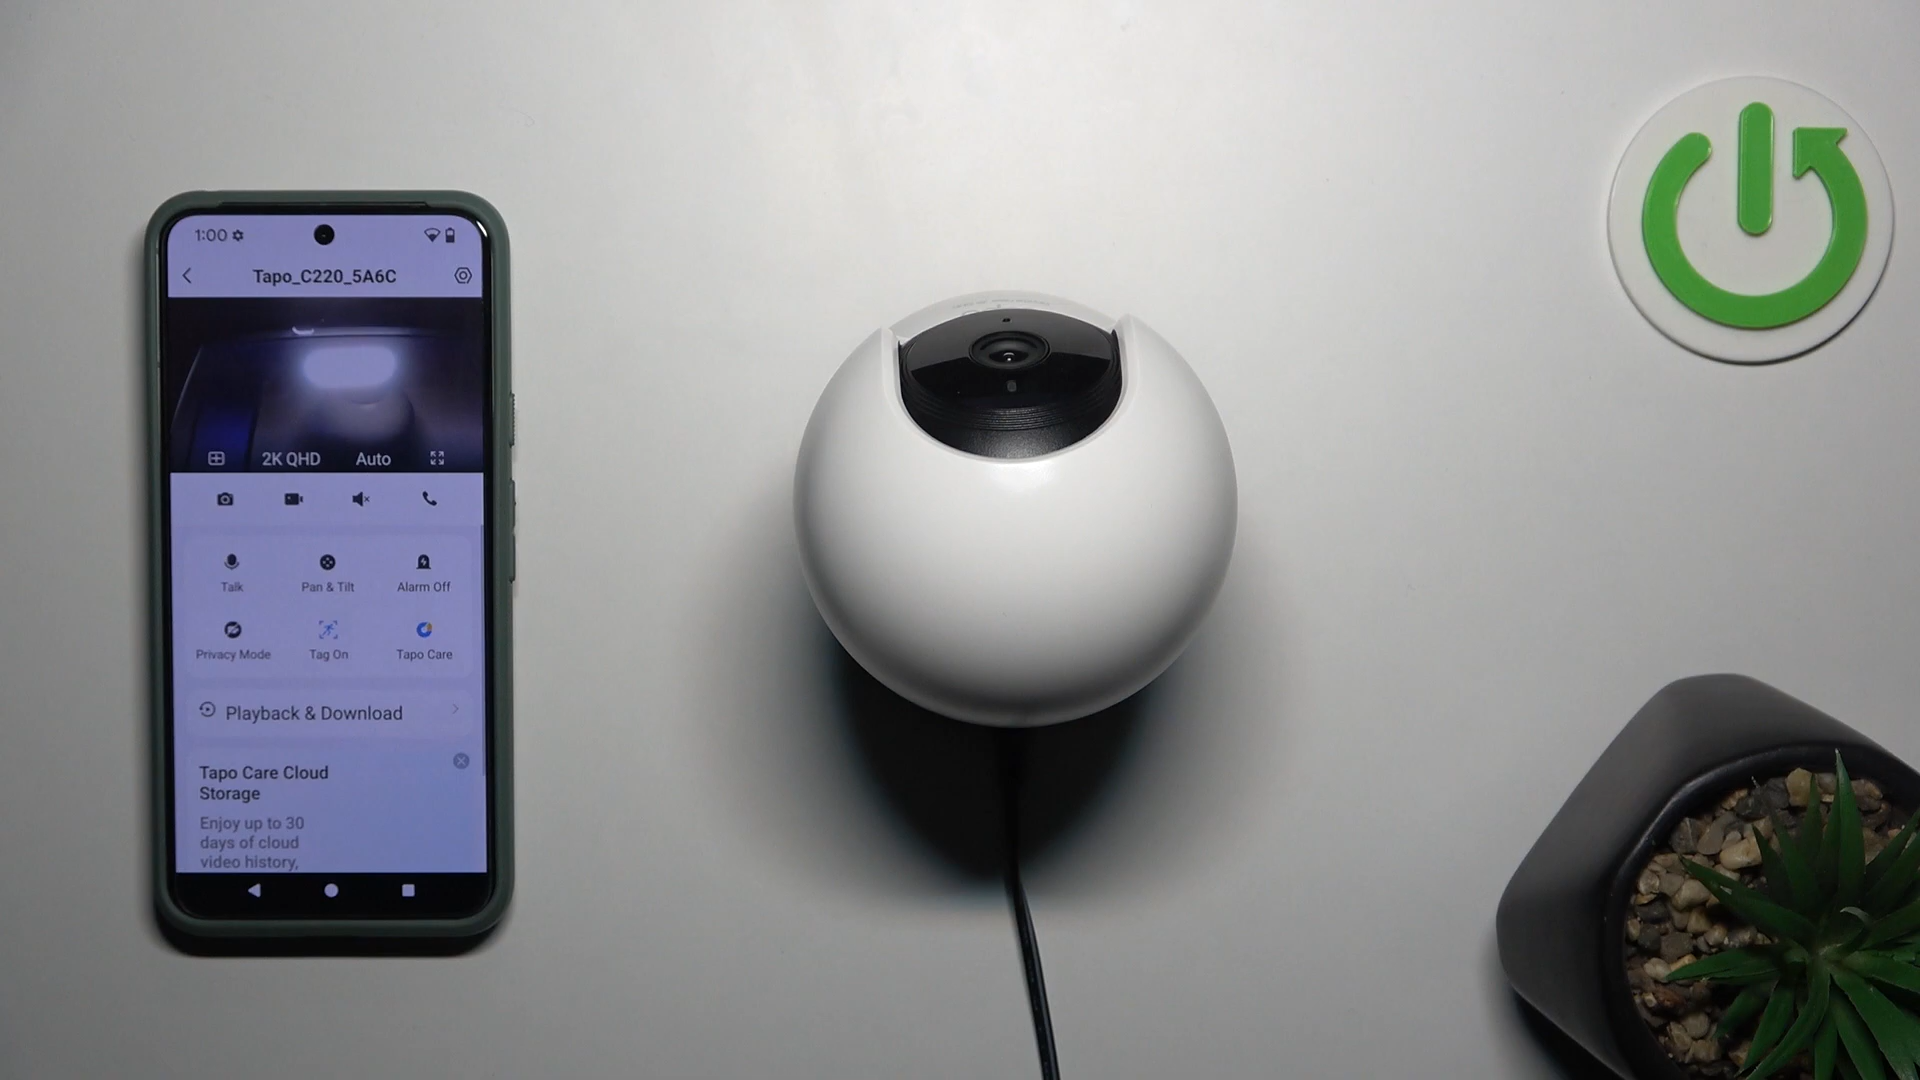 1:00
Tapo_C220_5A6C
2K QHD Auto
Talk Pan & Tilt Alarm Off
Privacy Mode Tag On Tapo Care
Playback & Download
Tapo Care Cloud
Storage
Enjoy up to 30
days of cloud
video history,